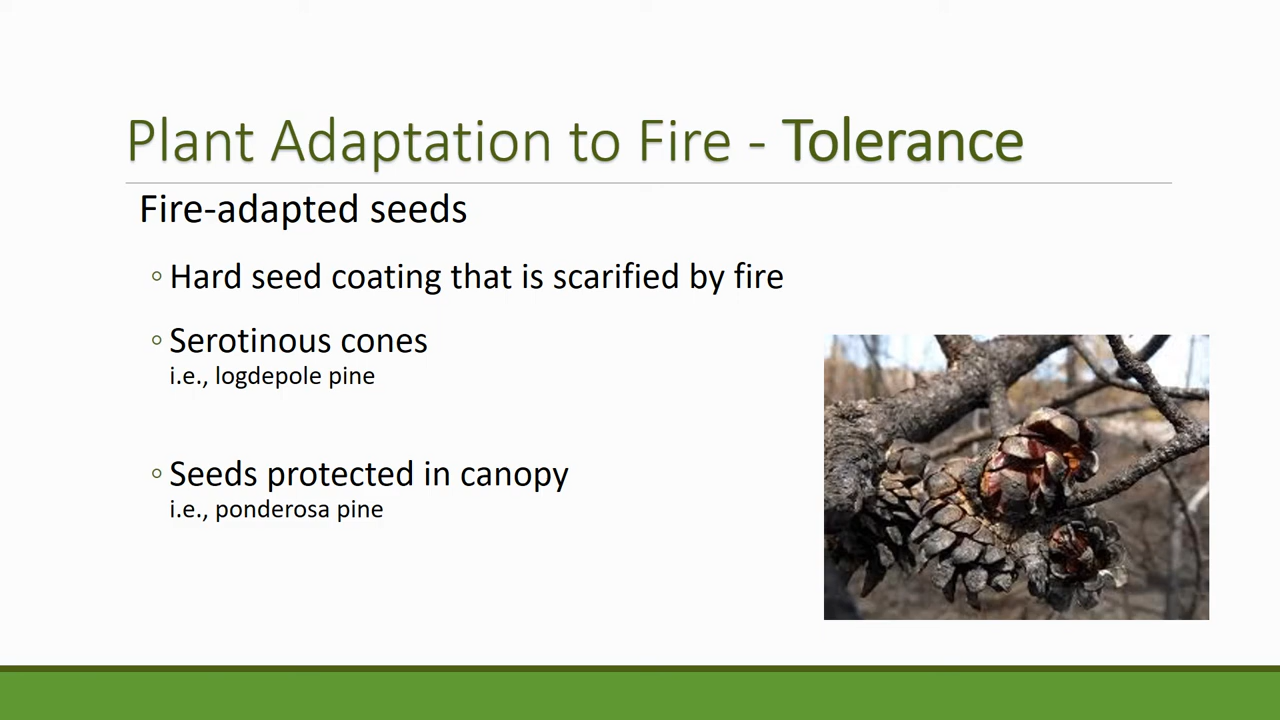 Plant Adaptation to Fire - Tolerance
Fire-adapted seeds
◦ Hard seed coating that is scarified by fire
◦ Serotinous cones
i.e., logdepole pine
◦ Seeds protected in canopy
i.e., ponderosa pine